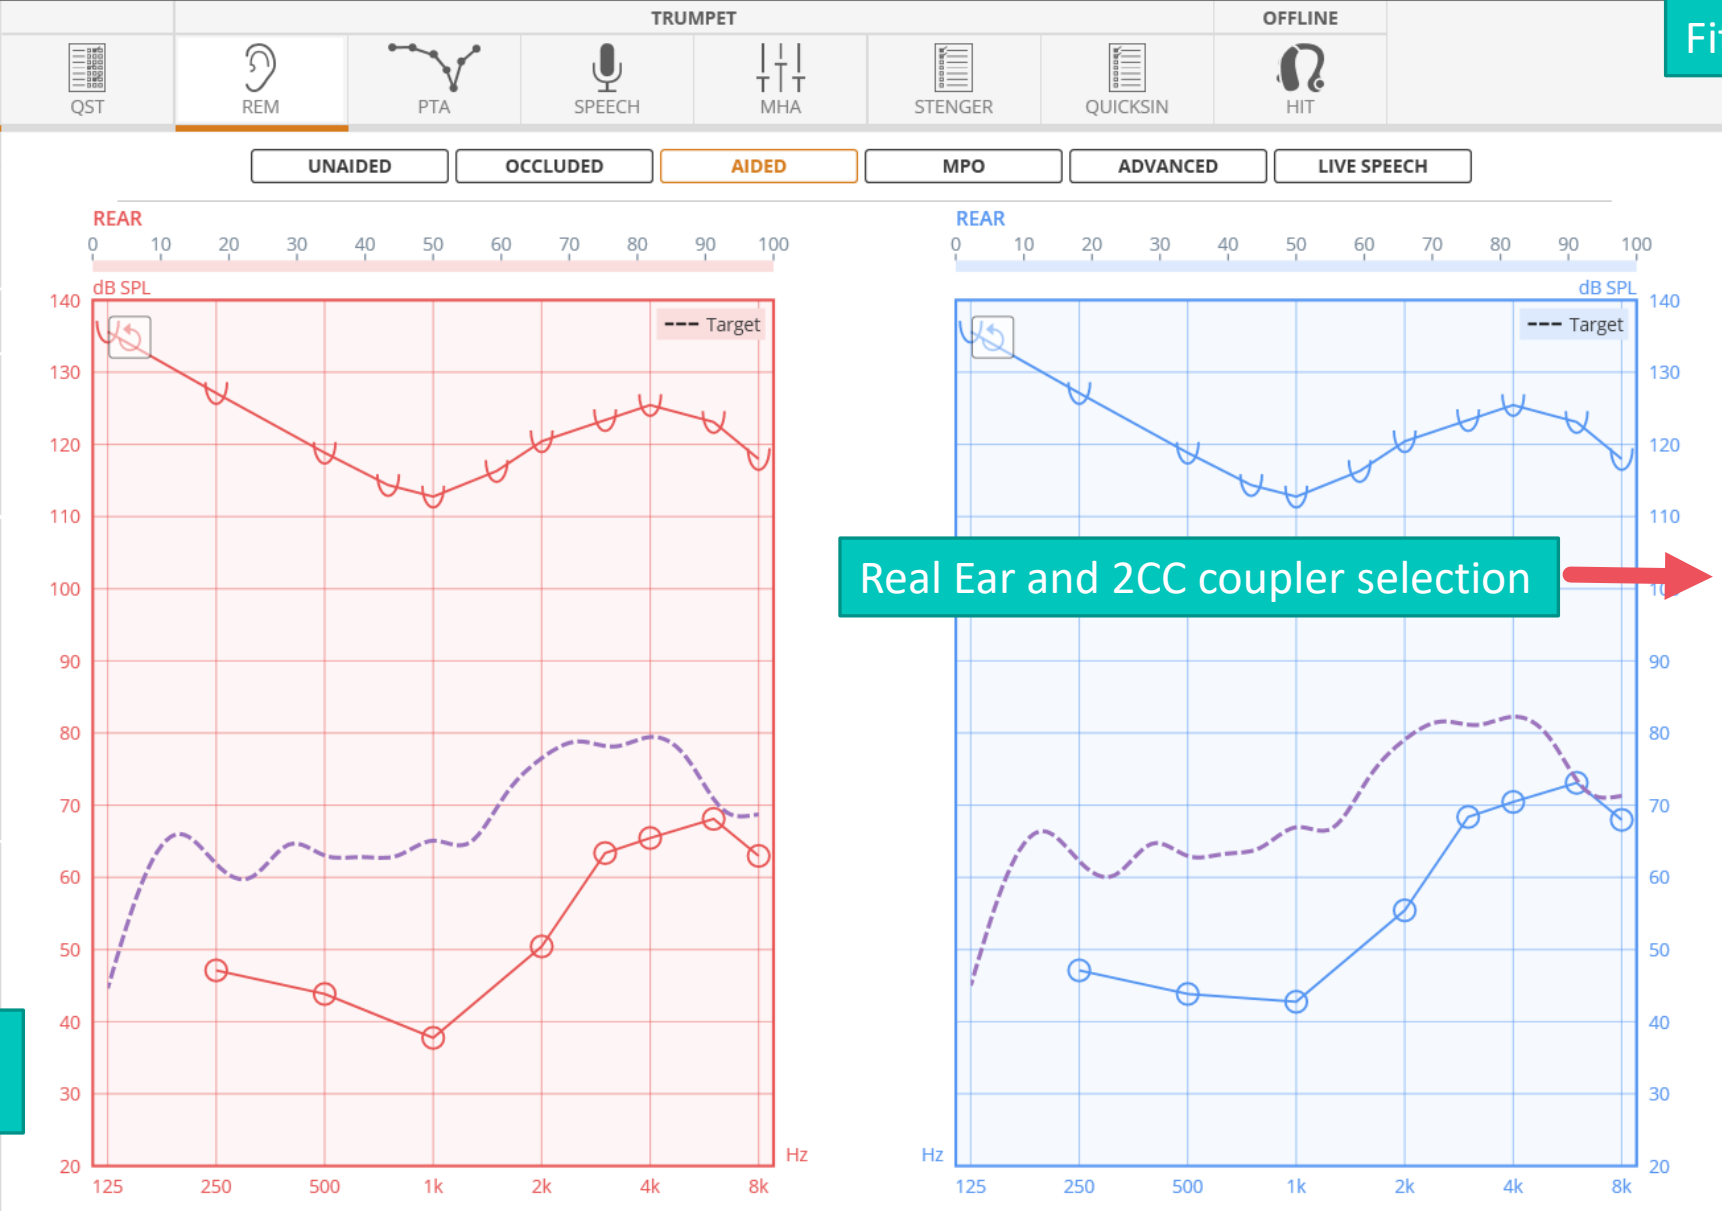 TRUMPET OFFLINE
QST REM PTA SPEECH MHA STENGER QUICKSIN HIT
UNAIDED OCCLUDED AIDED MPO ADVANCED LIVE SPEECH
REAR
0 10 20 30 40 50 60 70 80 90 100
dB SPL
Target
140
130
120
110
100
90
80
70
60
50
40
30
20
125 250 500 1k 2k 4k 8k
Hz
REAR
0 10 20 30 40 50 60 70 80 90 100
dB SPL
Target
Real Ear and 2CC coupler selection
140
130
120
110
90
80
70
60
50
40
30
20
Hz
125 250 500 1k 2k 4k 8k